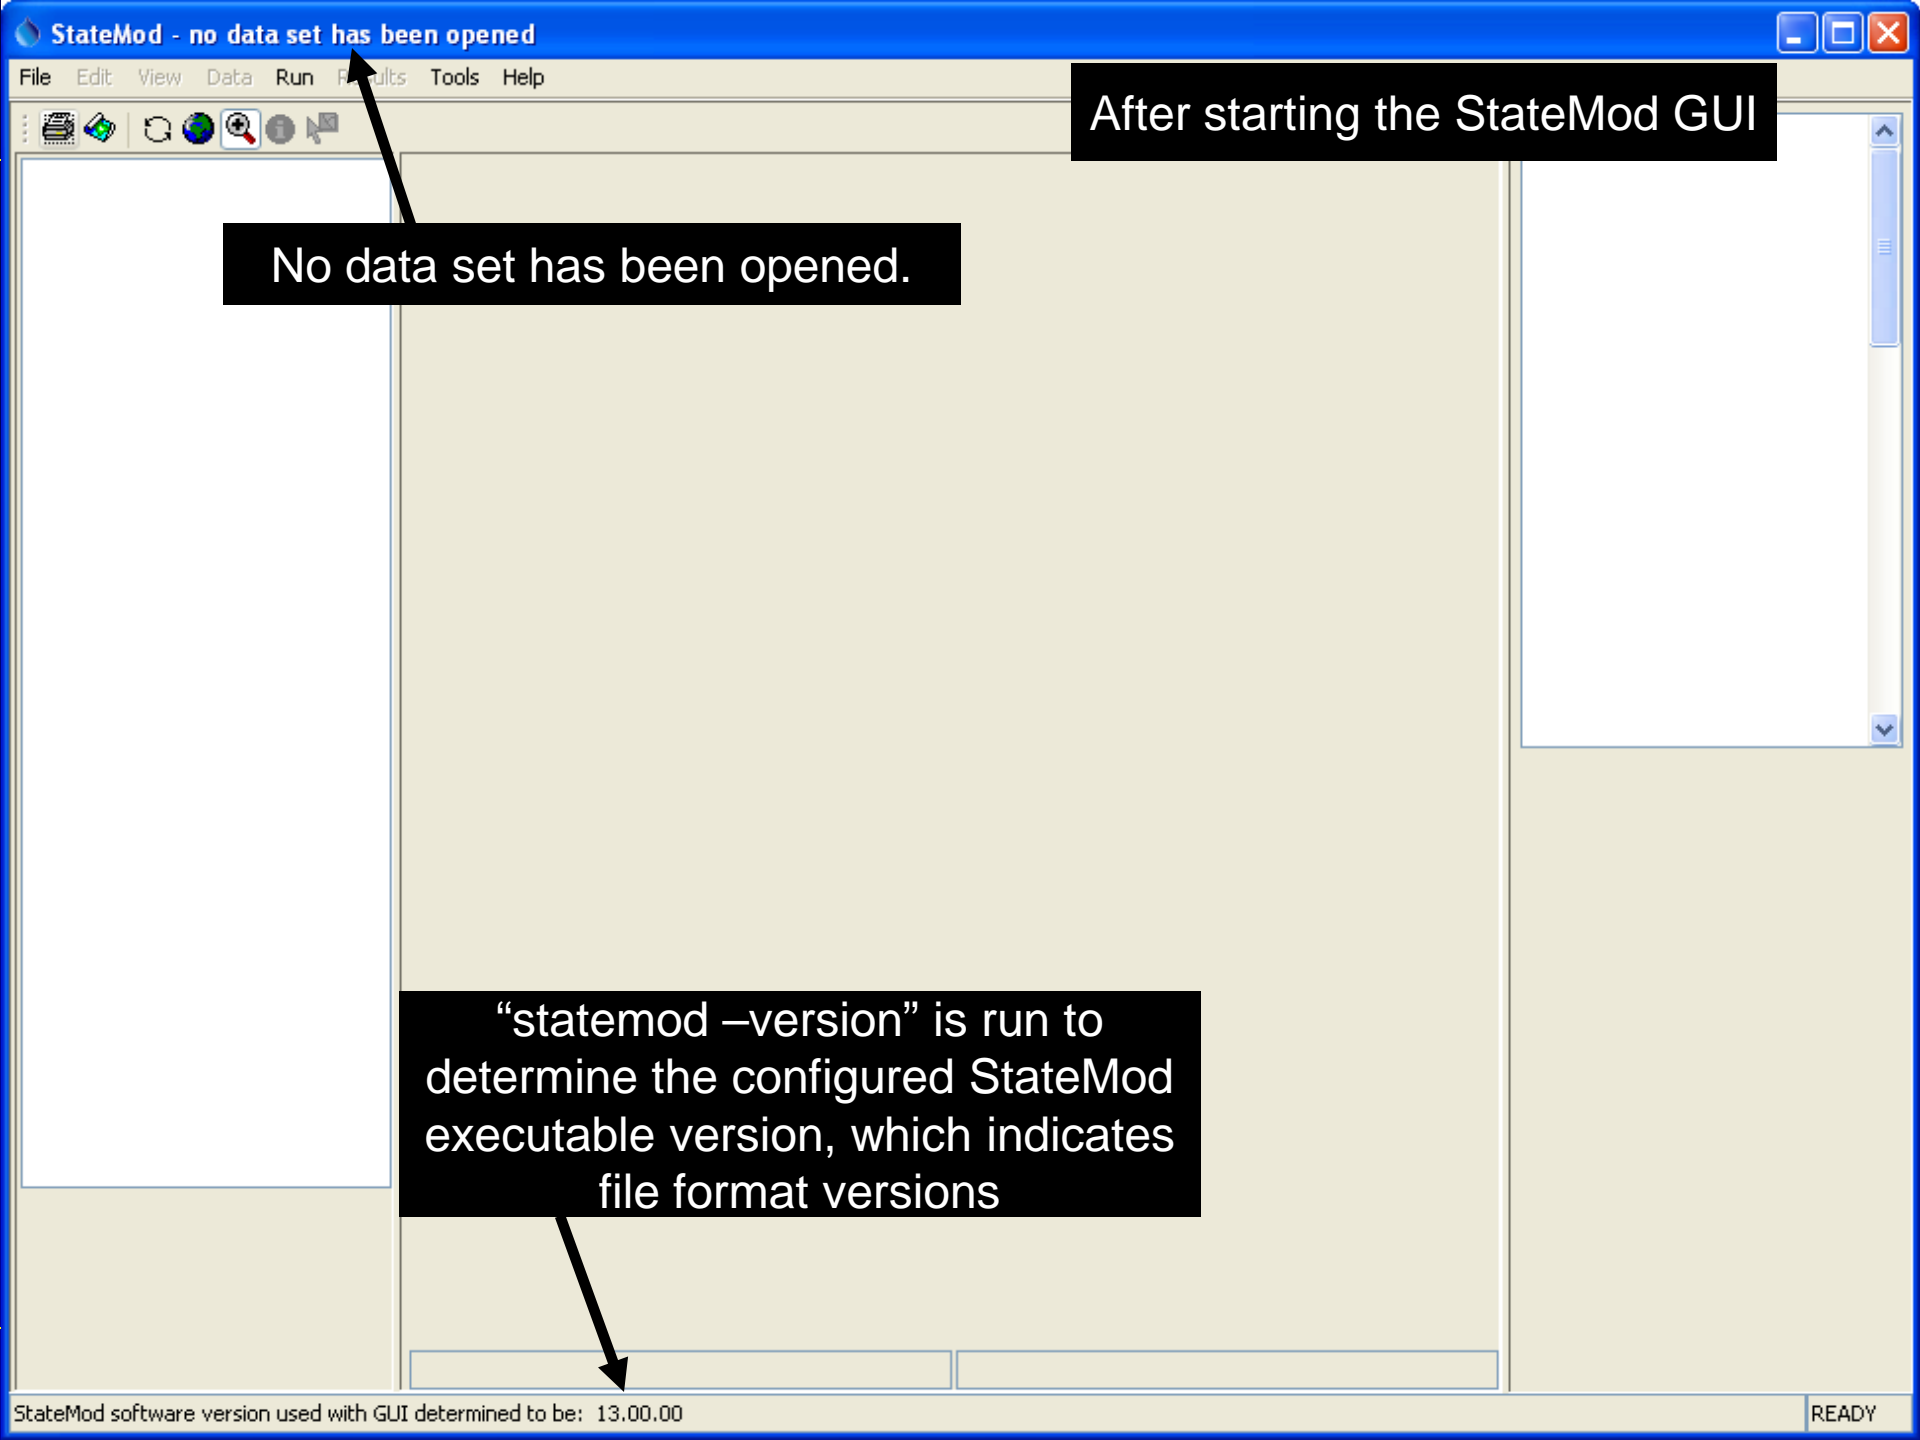 StateMod - no data set has been opened
File Edit View Data Run Results Tools Help
After starting the StateMod GUI
No data set has been opened.
“statemod –version” is run to
determine the configured StateMod
executable version, which indicates
file format versions
StateMod software version used with GUI determined to be: 13.00.00
READY